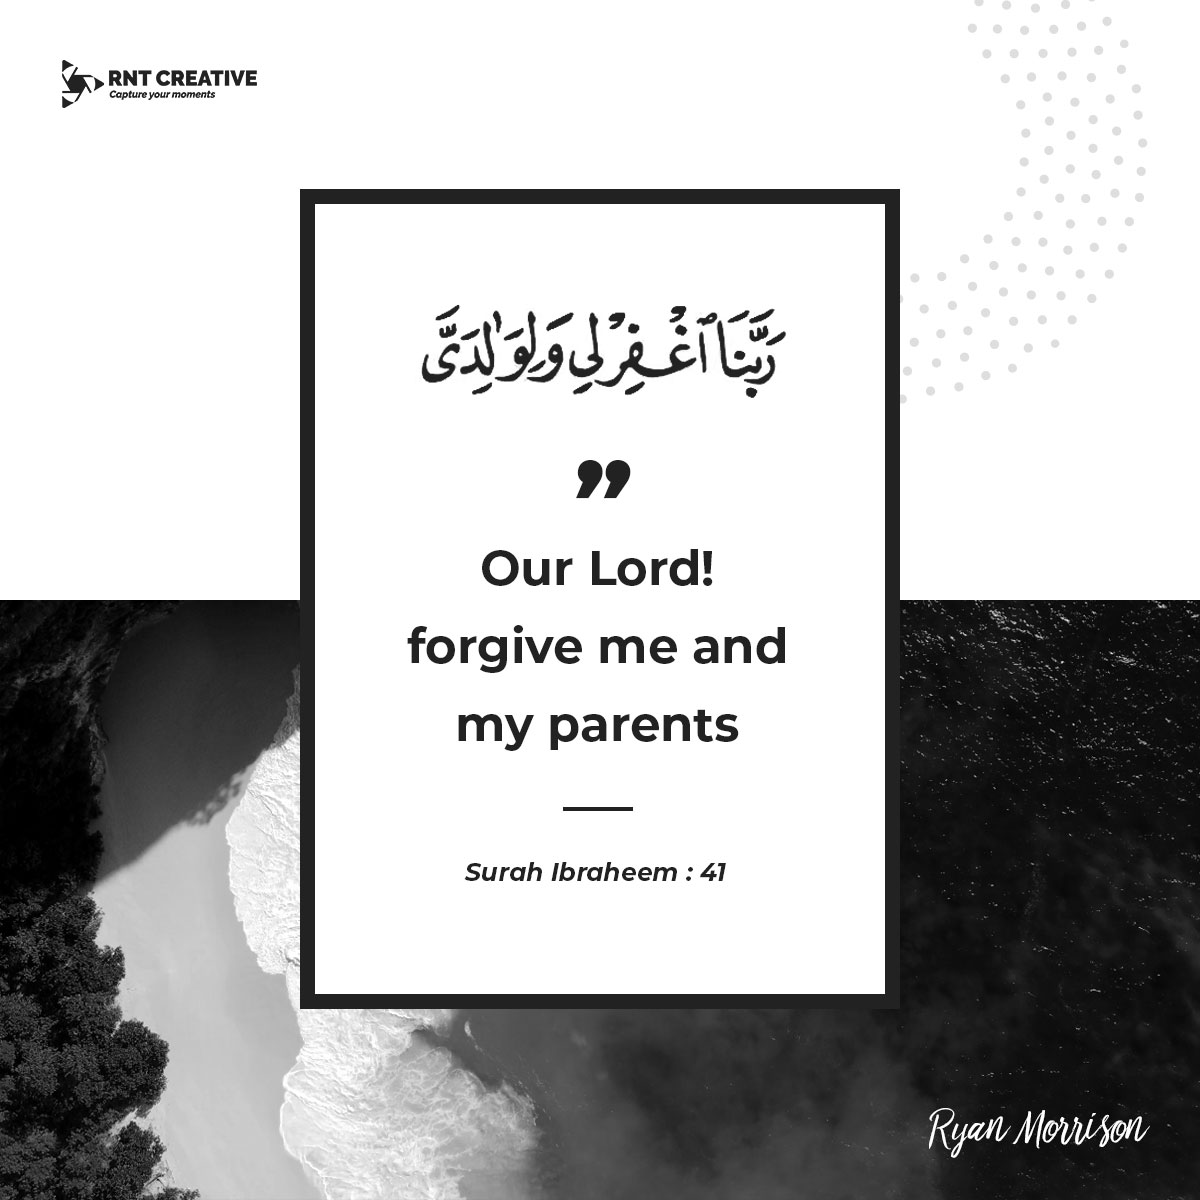 RNT CREATIVE
Capture your moments
رَبَّنَا ٱغْفِرْ لِي وَلِوَٰلِدَىَّ
”
Our Lord!
forgive me and
my parents
Surah Ibraheem : 41
Ryan Morrison